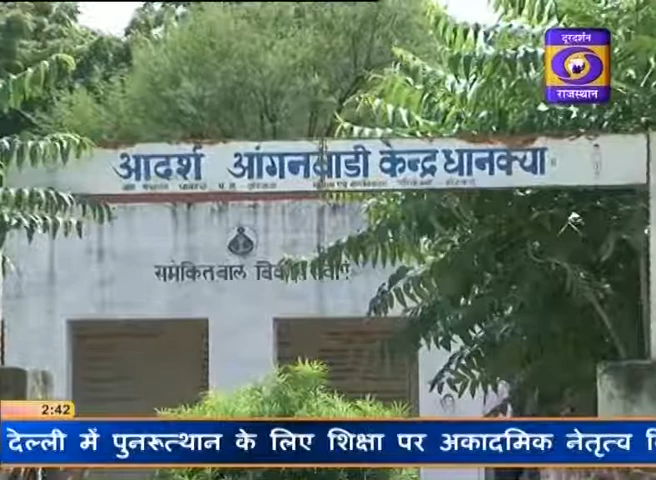 दूरदर्शन
राजस्थान
आदर्श आंगनबाडी केन्द्र धानक्या
समेकित बाल विकास सेवाऐं
2:42
देल्ली में पुनरूत्थान के लिए शिक्षा पर अकादमिक नेतृत्व